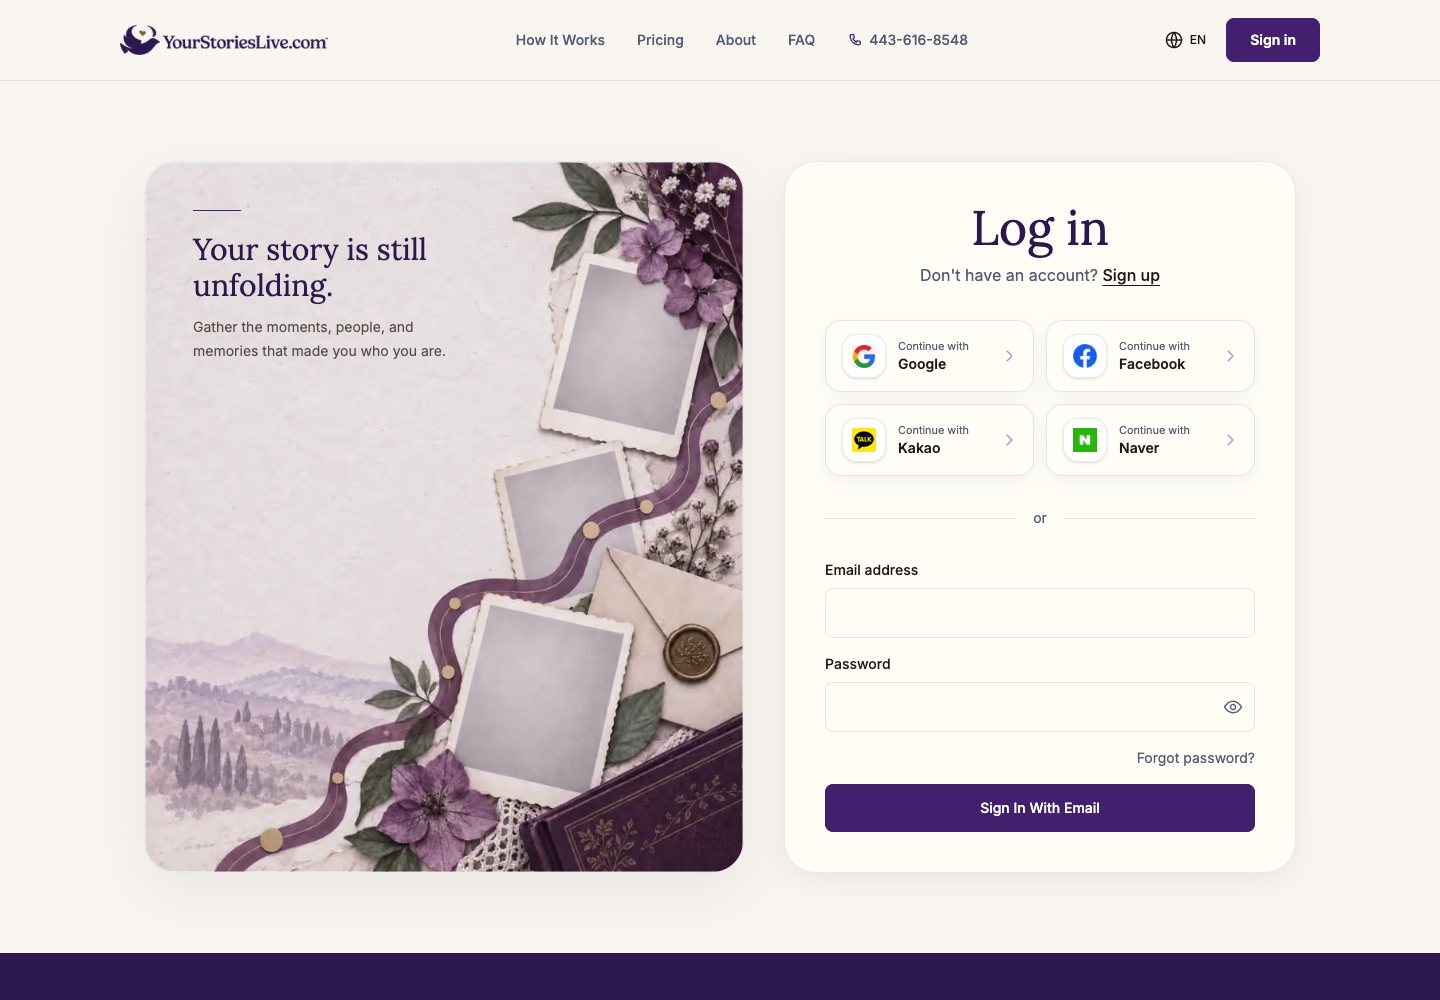 YourStoriesLive.com
How It Works
Pricing
About
FAQ
443-616-8548
EN
Sign in
Your story is still
unfolding.
Gather the moments, people, and
memories that made you who you are.
Log in
Don't have an account? Sign up
Continue with
Google
Continue with
Facebook
Continue with
TALK
Kakao
Continue with
N
Naver
or
Email address
Password
Forgot password?
Sign In With Email